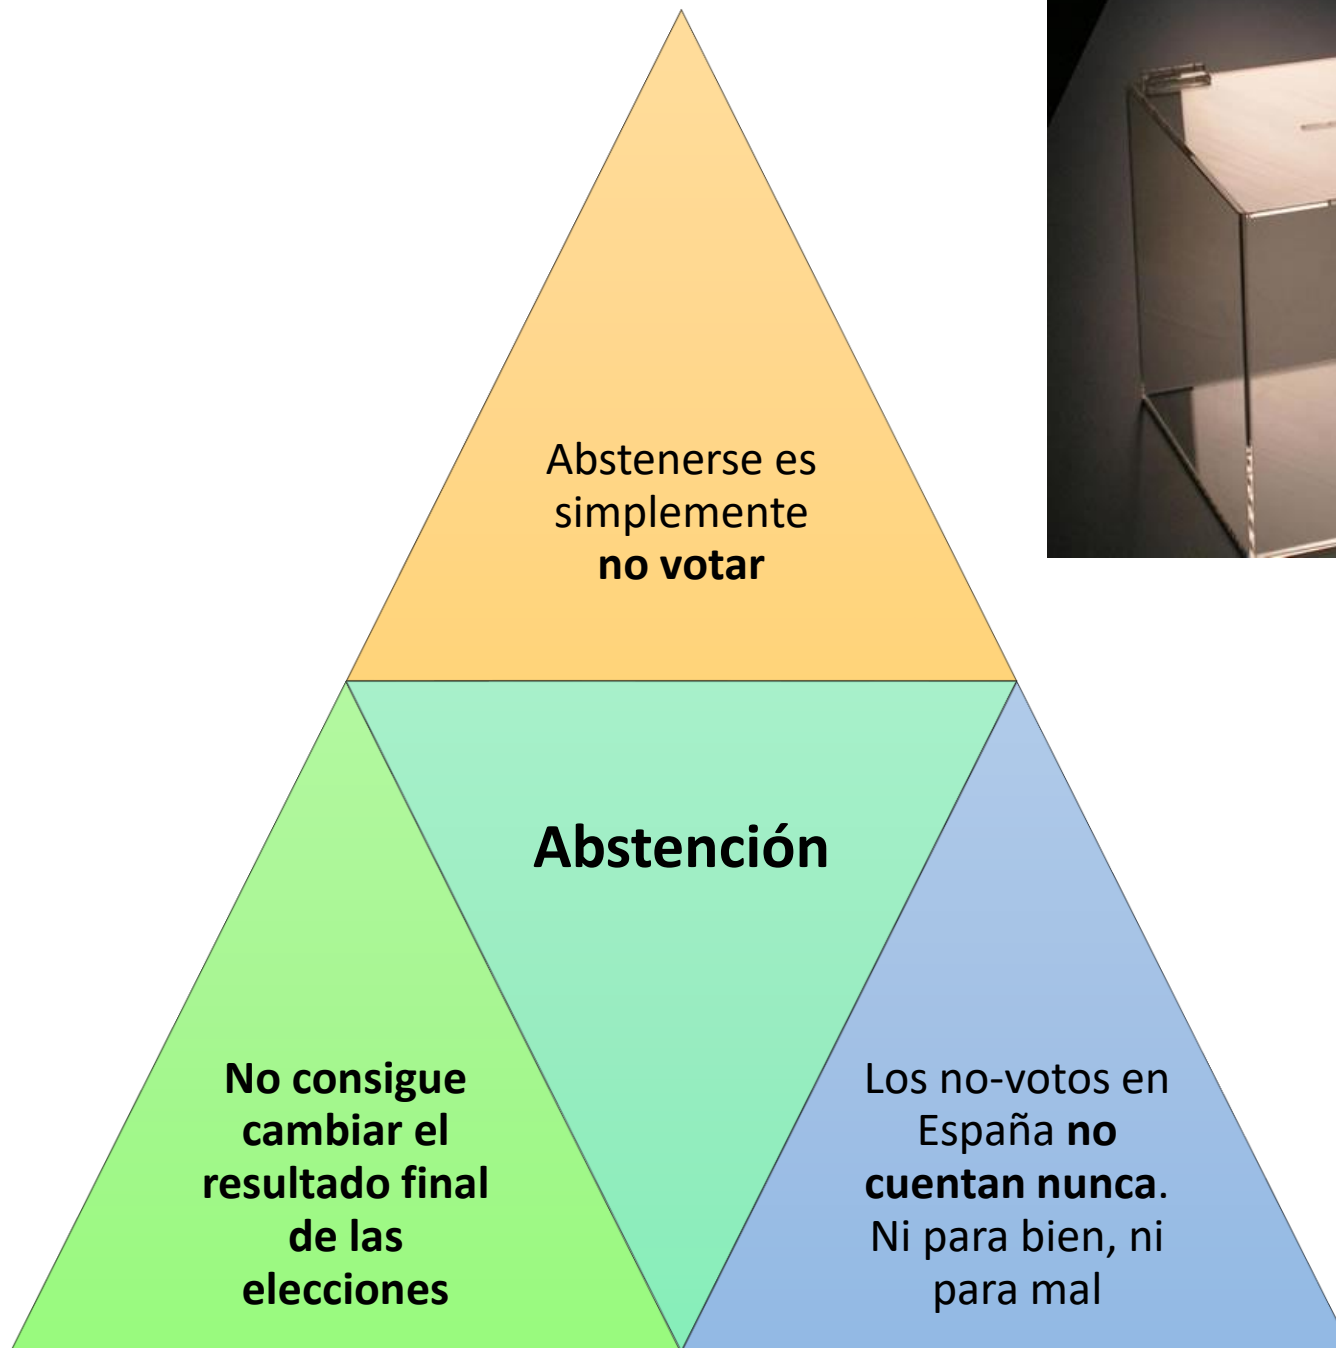 Abstenerse es
simplemente
no votar
Abstención
No consigue
cambiar el
resultado final
de las
elecciones
Los no-votos en
España no
cuentan nunca.
Ni para bien, ni
para mal